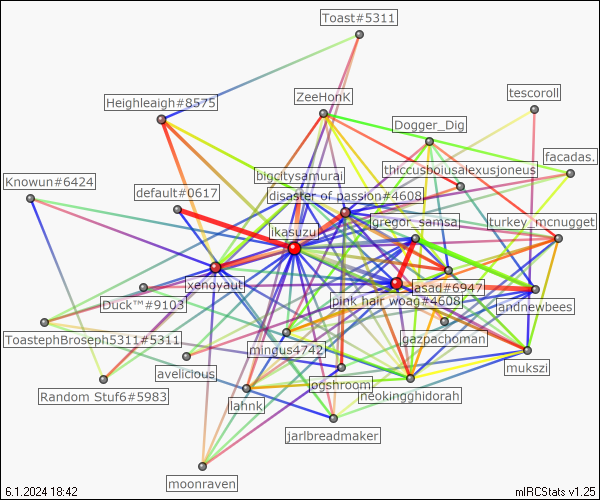 Toast#5311
tescoroll
ZeeHonK
Heighleigh#8575
Dogger_Dig
facadas.
thiccusboiusalexusjoneus
bigcitysamurai
Knowun#6424
default#0617
disaster of passion#4608
gregor_samsa
turkey_mcnugget
ikasuzu
xenoyaut
asad#6947
pink hair woag#4608
andnewbees
Duck™#9103
ToastephBroseph5311#5311
gazpachoman
mingus4742
mukszi
avelicious
pgshroom
neokingghidorah
Random Stuf6#5983
lahnk
jarlbreadmaker
moonraven
6.1.2024 18:42
mIRCStats v1.25